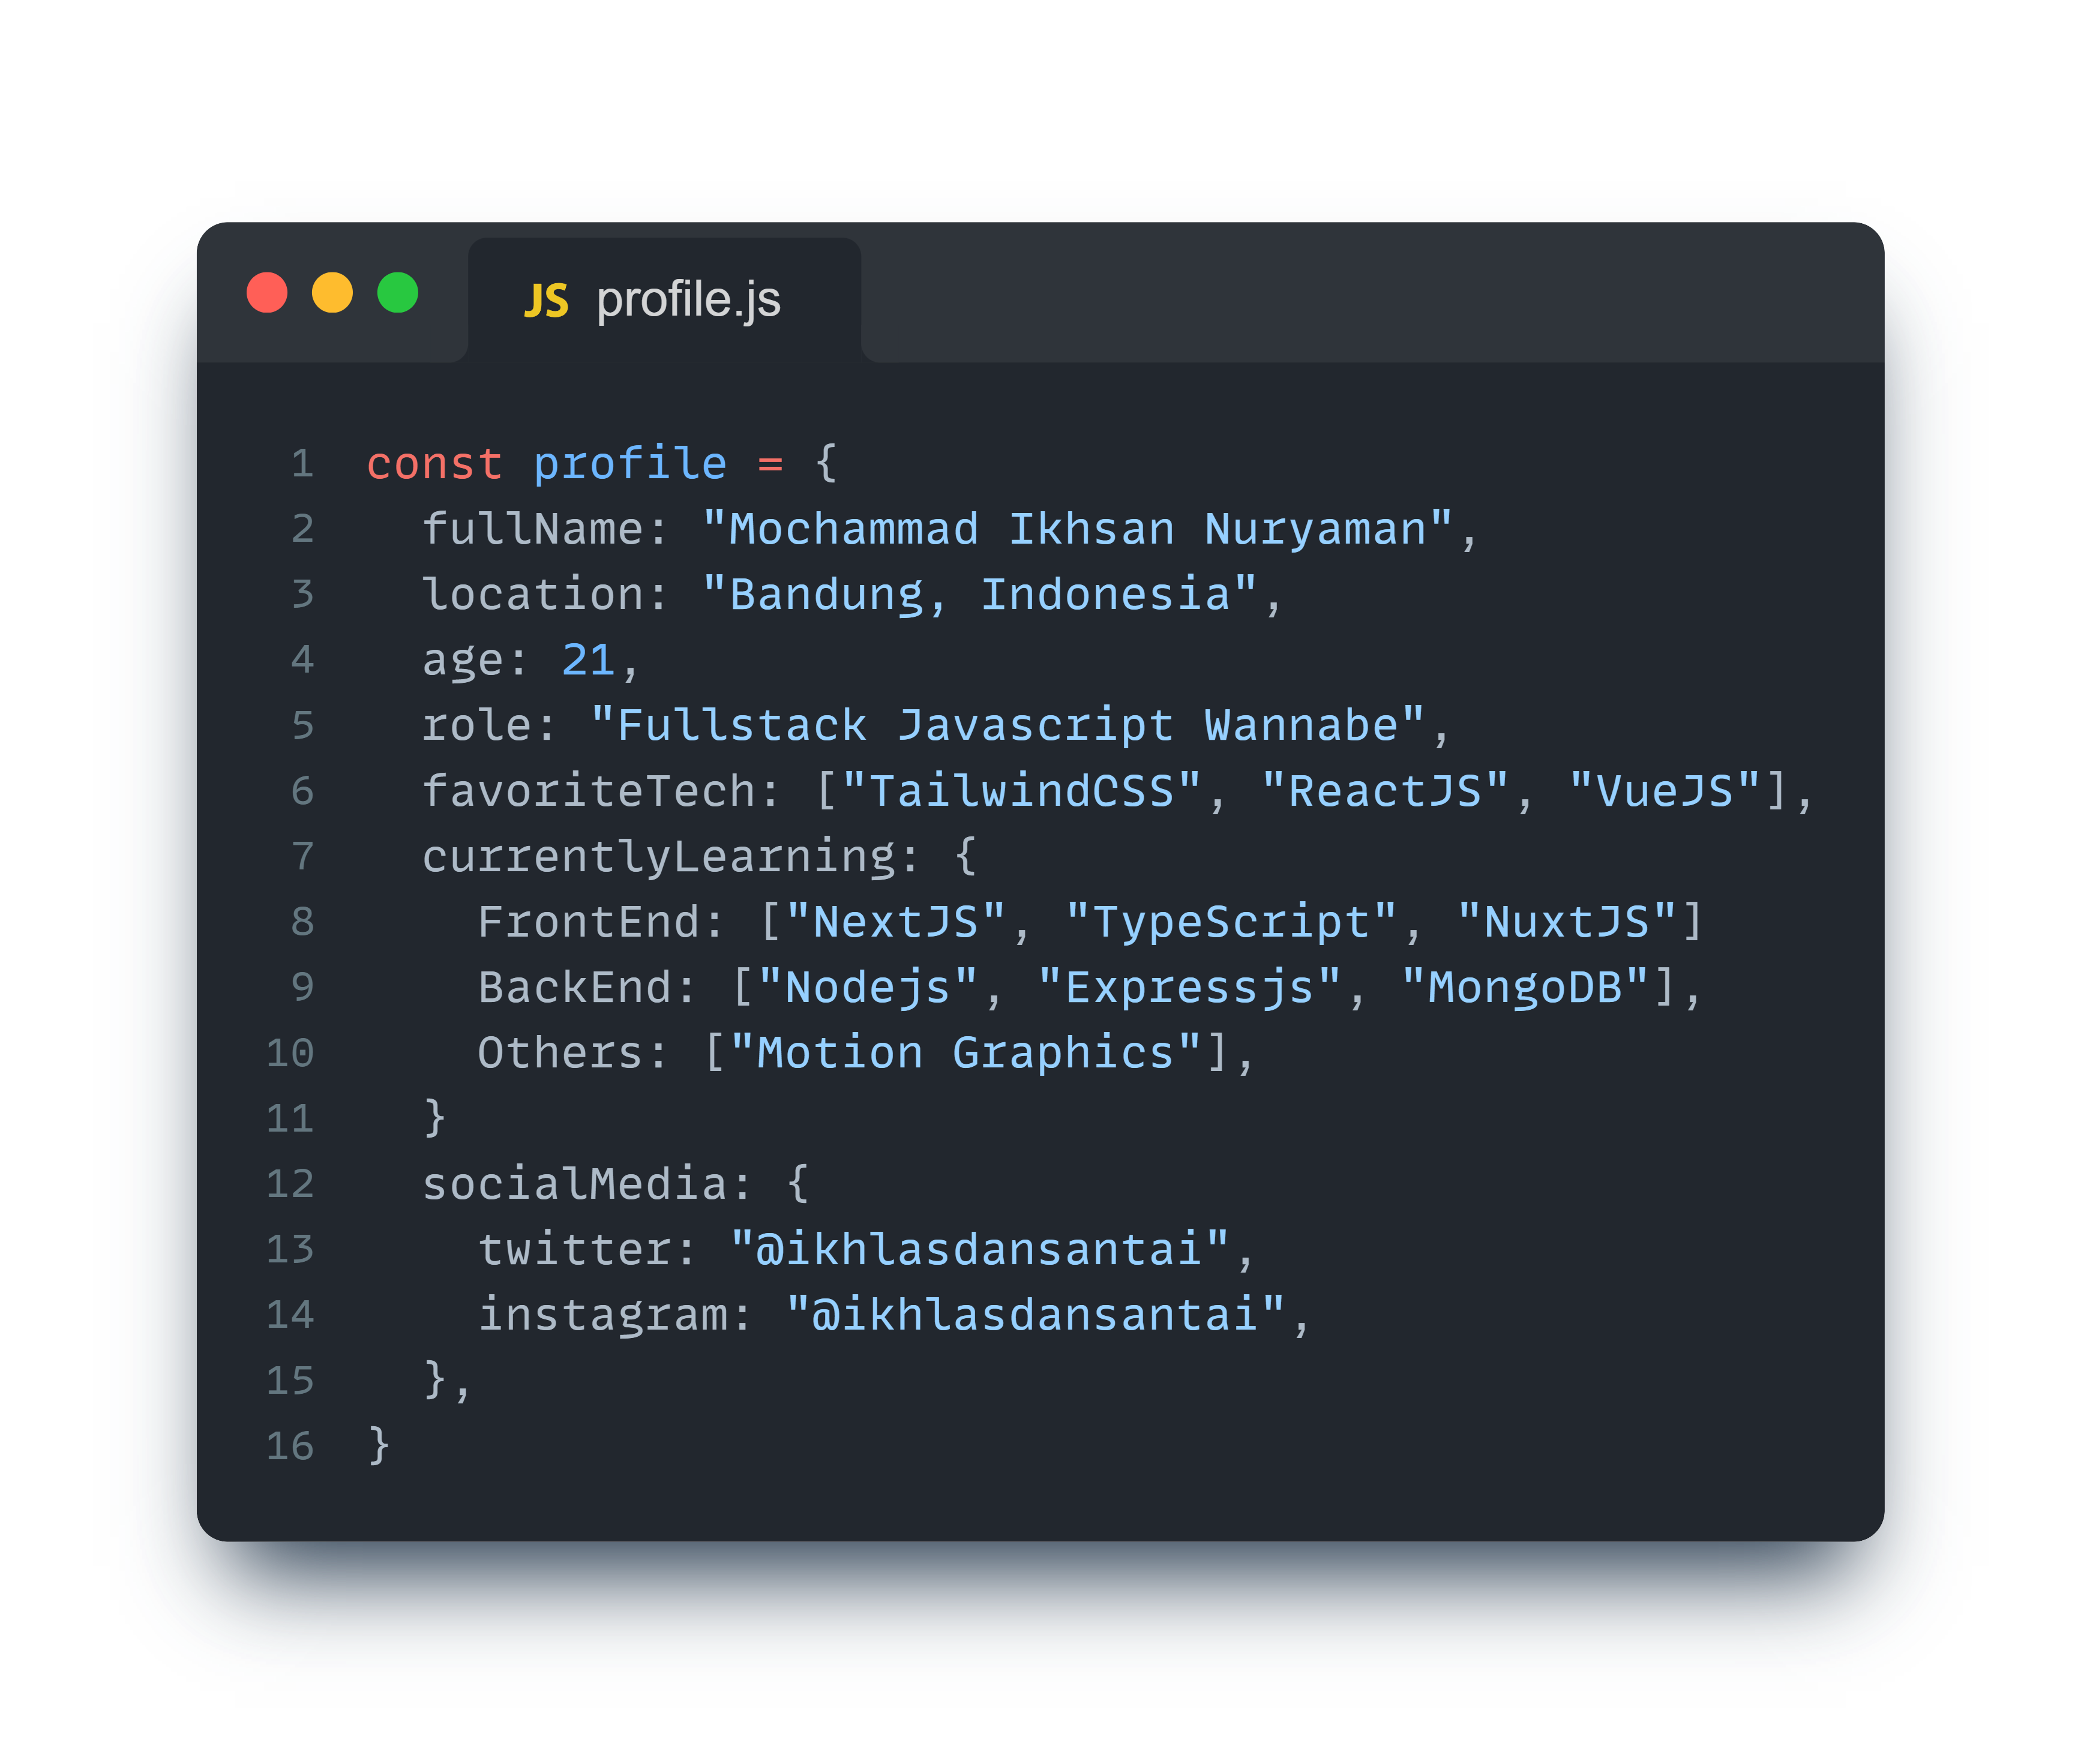 JS profile.js
1 const profile = {
2   fullName: "Mochammad Ikhsan Nuryaman",
3   location: "Bandung, Indonesia",
4   age: 21,
5   role: "Fullstack Javascript Wannabe",
6   favoriteTech: ["TailwindCSS", "ReactJS", "VueJS"],
7   currentlyLearning: {
8     FrontEnd: ["NextJS", "TypeScript", "NuxtJS"]
9     BackEnd: ["Nodejs", "Expressjs", "MongoDB"],
10     Others: ["Motion Graphics"],
11   }
12   socialMedia: {
13     twitter: "@ikhlasdansantai",
14     instagram: "@ikhlasdansantai",
15   },
16 }